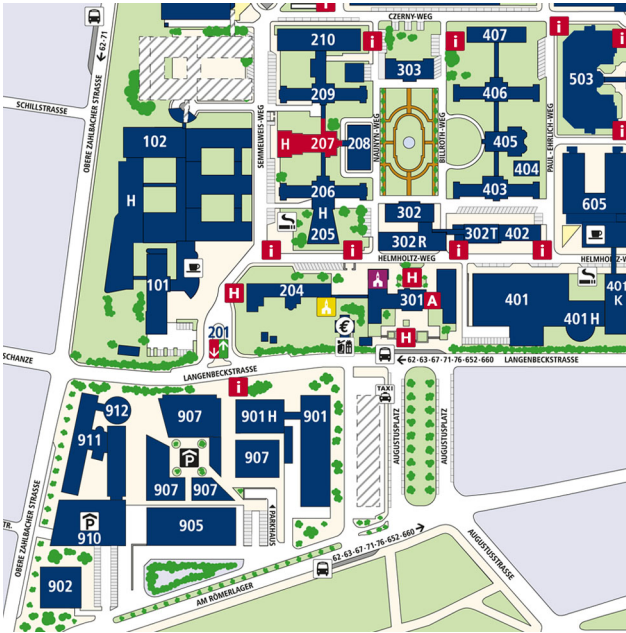 CZERNY-WEG
i
62-71
OBERE ZAHLBACHER STRASSE
SCHILLSTRASSE
210
i
303
i
407
i
i
503
209
406
SEMMELWEIS-WEG
NAUNYN-WEG
BILLROTH-WEG
PAUL-EHRLICH-WEG
i
102
H
207
208
405
404
206
403
H
H
205
302
302 R
302T
402
605
i
i
i
i
HELMHOLTZ-WEG
HELMHOLTZ-W
101
H
204
H
301
A
401
401 H
401
K
201
€
H
62-63-67-71-76-652-660
LANGENBECKSTRASSE
SCHANZE
LANGENBECKSTRASSE
i
TAXI
912
907
901 H
901
911
P
907
AUGUSTUSPLATZ
AUGUSTUSPLATZ
907
907
OBERE ZAHLBACHER STRASSE
P
910
905
PARKHAUS
TR.
62-63-67-71-76-652-660
AUGUSTUSSTRASSE
902
AM RÖMERLAGER